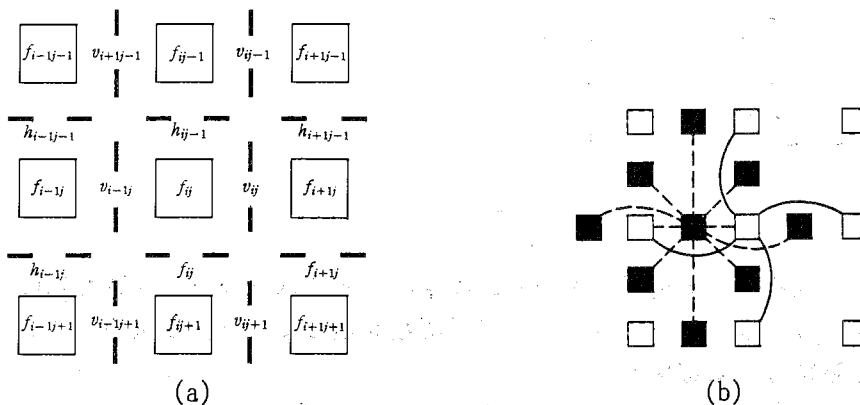 f_{i-1j-1} v_{i+1j-1} f_{ij-1} v_{ij-1} f_{i+1j-1}
h_{i-1j-1} h_{ij-1} h_{i+1j-1}
f_{i-1j} v_{i-1j} f_{ij} v_{ij} f_{i+1j}
h_{i-1j} f_{ij} f_{i+1j}
f_{i-1j+1} v_{i-1j+1} f_{ij+1} v_{ij+1} f_{i+1j+1}
(a) (b)